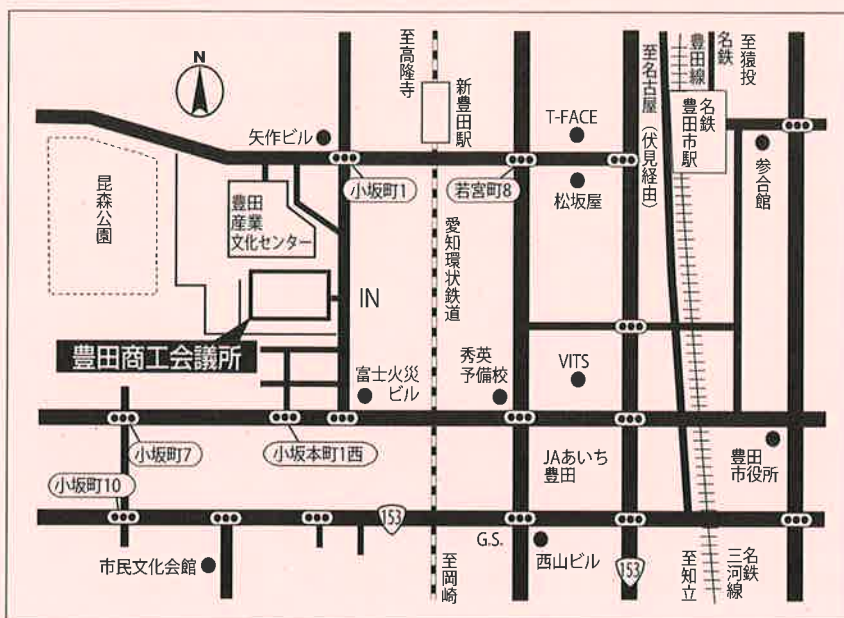 N
至高隆寺
新豊田駅
T-FACE
至名古屋
(伏見経由)
名鉄
豊田線
名鉄
豊田市駅
至猿投
矢作ビル
小坂町1
若宮町8
松坂屋
参合館
昆森公園
豊田
産業
文化センター
愛知環状鉄道
IN
豊田商工会議所
富士火災
ビル
秀英
予備校
VITS
小坂町7
小坂本町1西
JAあいち
豊田
豊田
市役所
小坂町10
153
G.S.
西山ビル
153
市民文化会館
至岡崎
至知立
名鉄
三河線